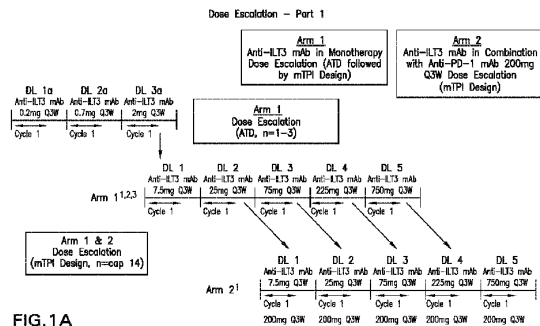 Dose Escalation – Part 1
Arm 1
Anti-ILT3 mAb in Monotherapy
Dose Escalation (ATD followed
by mTPI Design)
Arm 2
Anti-ILT3 mAb in Combination
with Anti-PD-1 mAb 200mg
Q3W Dose Escalation
(mTPI Design)
DL 1a DL 2a DL 3a
Anti-ILT3 mAb Anti-ILT3 mAb Anti-ILT3 mAb
0.2mg Q3W 0.7mg Q3W 2mg Q3W
Cycle 1 Cycle 1 Cycle 1
Arm 1
Dose Escalation
(ATD, n=1-3)
DL 1 DL 2 DL 3 DL 4 DL 5
Anti-ILT3 mAb Anti-ILT3 mAb Anti-ILT3 mAb Anti-ILT3 mAb Anti-ILT3 mAb
Arm 1 1,2,3 7.5mg Q3W 25mg Q3W 75mg Q3W 225mg Q3W 750mg Q3W
Cycle 1 Cycle 1 Cycle 1 Cycle 1 Cycle 1
Arm 1 & 2
Dose Escalation
(mTPI Design, n=cap 14)
DL 1 DL 2 DL 3 DL 4 DL 5
Anti-ILT3 mAb Anti-ILT3 mAb Anti-ILT3 mAb Anti-ILT3 mAb Anti-ILT3 mAb
Arm 2 1 7.5mg Q3W 25mg Q3W 75mg Q3W 225mg Q3W 750mg Q3W
Cycle 1 Cycle 1 Cycle 1 Cycle 1 Cycle 1
200mg Q3W 200mg Q3W 200mg Q3W 200mg Q3W 200mg Q3W
FIG.1A